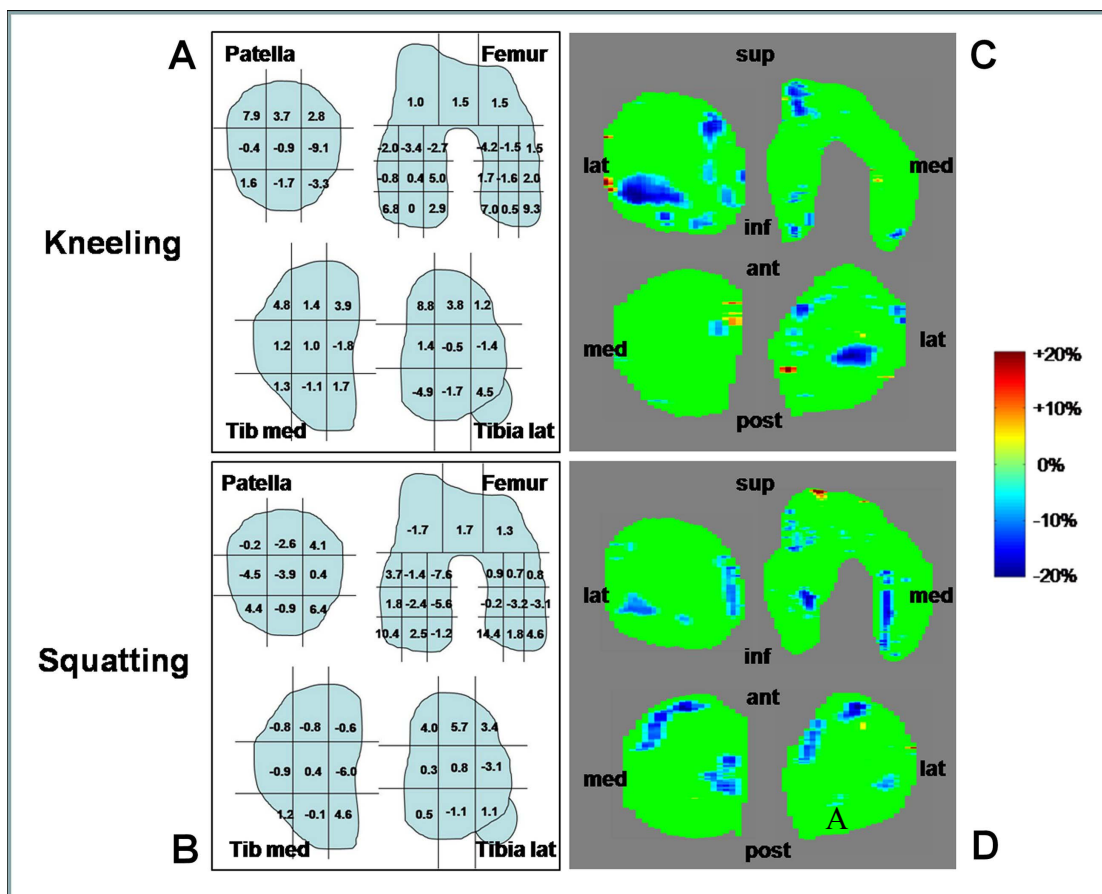 A
Patella
Femur
7.9 3.7 2.8
-0.4 -0.9 -9.1
1.6 -1.7 -3.3
1.0 1.5 1.5
-2.0 -3.4 -2.7 -4.2 -1.5 1.5
-0.8 0.4 5.0 1.7 -1.6 2.0
6.8 0 2.9 7.0 0.5 9.3
Kneeling
4.8 1.4 3.9
1.2 1.0 -1.8
1.3 -1.1 1.7
Tib med
8.8 3.8 1.2
1.4 -0.5 -1.4
-4.9 -1.7 4.5
Tibia lat
C
sup
lat
med
inf
ant
med
lat
post
+20%
+10%
0%
-10%
-20%
Patella
Femur
-0.2 -2.6 4.1
-4.5 -3.9 0.4
4.4 -0.9 6.4
-1.7 1.7 1.3
3.7 -1.4 -7.6 0.9 0.7 0.8
1.8 -2.4 -5.6 -0.2 -3.2 -3.1
10.4 2.5 -1.2 14.4 1.8 4.6
Squatting
-0.8 -0.8 -0.6
-0.9 0.4 -6.0
1.2 -0.1 4.6
Tib med
4.0 5.7 3.4
0.3 0.8 -3.1
0.5 -1.1 1.1
Tibia lat
B
sup
lat
med
inf
ant
med
lat
A
post
D